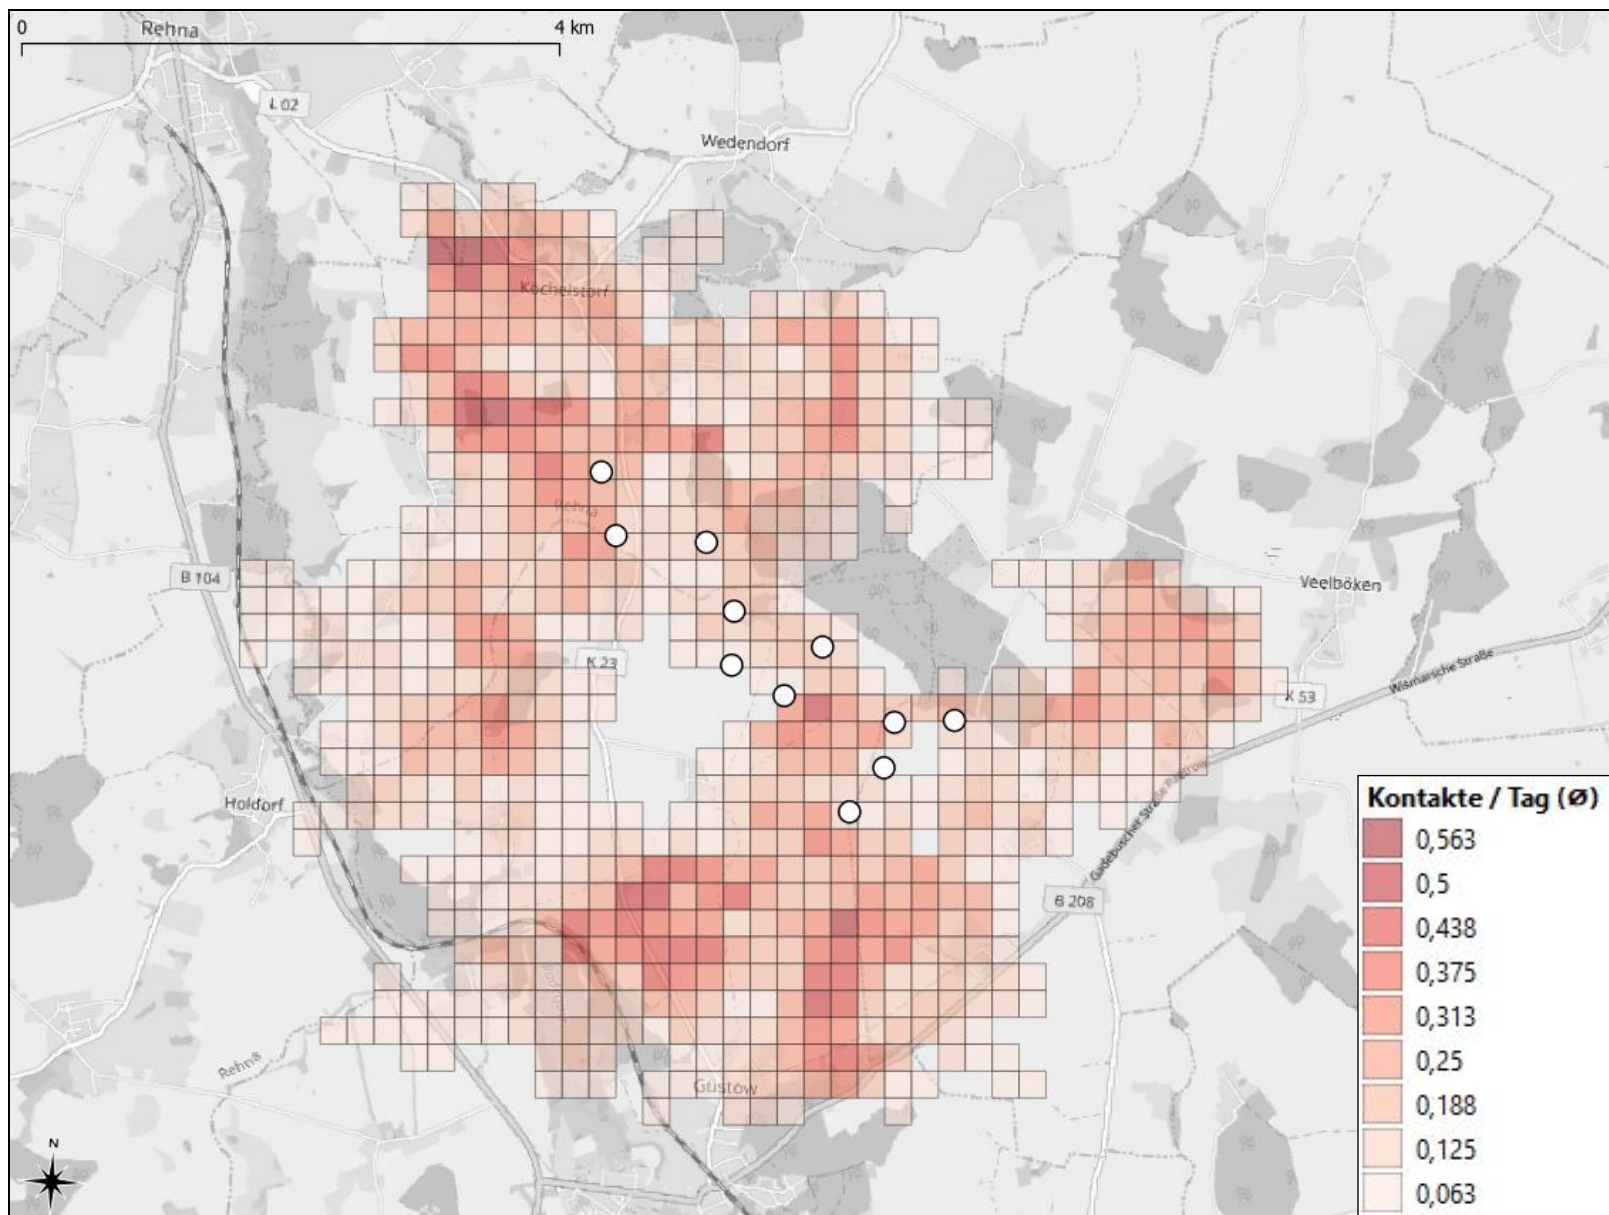 0
4 km
Rehna
L 02
Wedendorf
Köchelstorf
Rehna
B 104
Veelböken
K 23
Wismarsche Straße
K 53
Holdorf
Gadebuscher Straße
B 208
Rehna
Güstow
N
Kontakte / Tag (Ø)
0,563
0,5
0,438
0,375
0,313
0,25
0,188
0,125
0,063